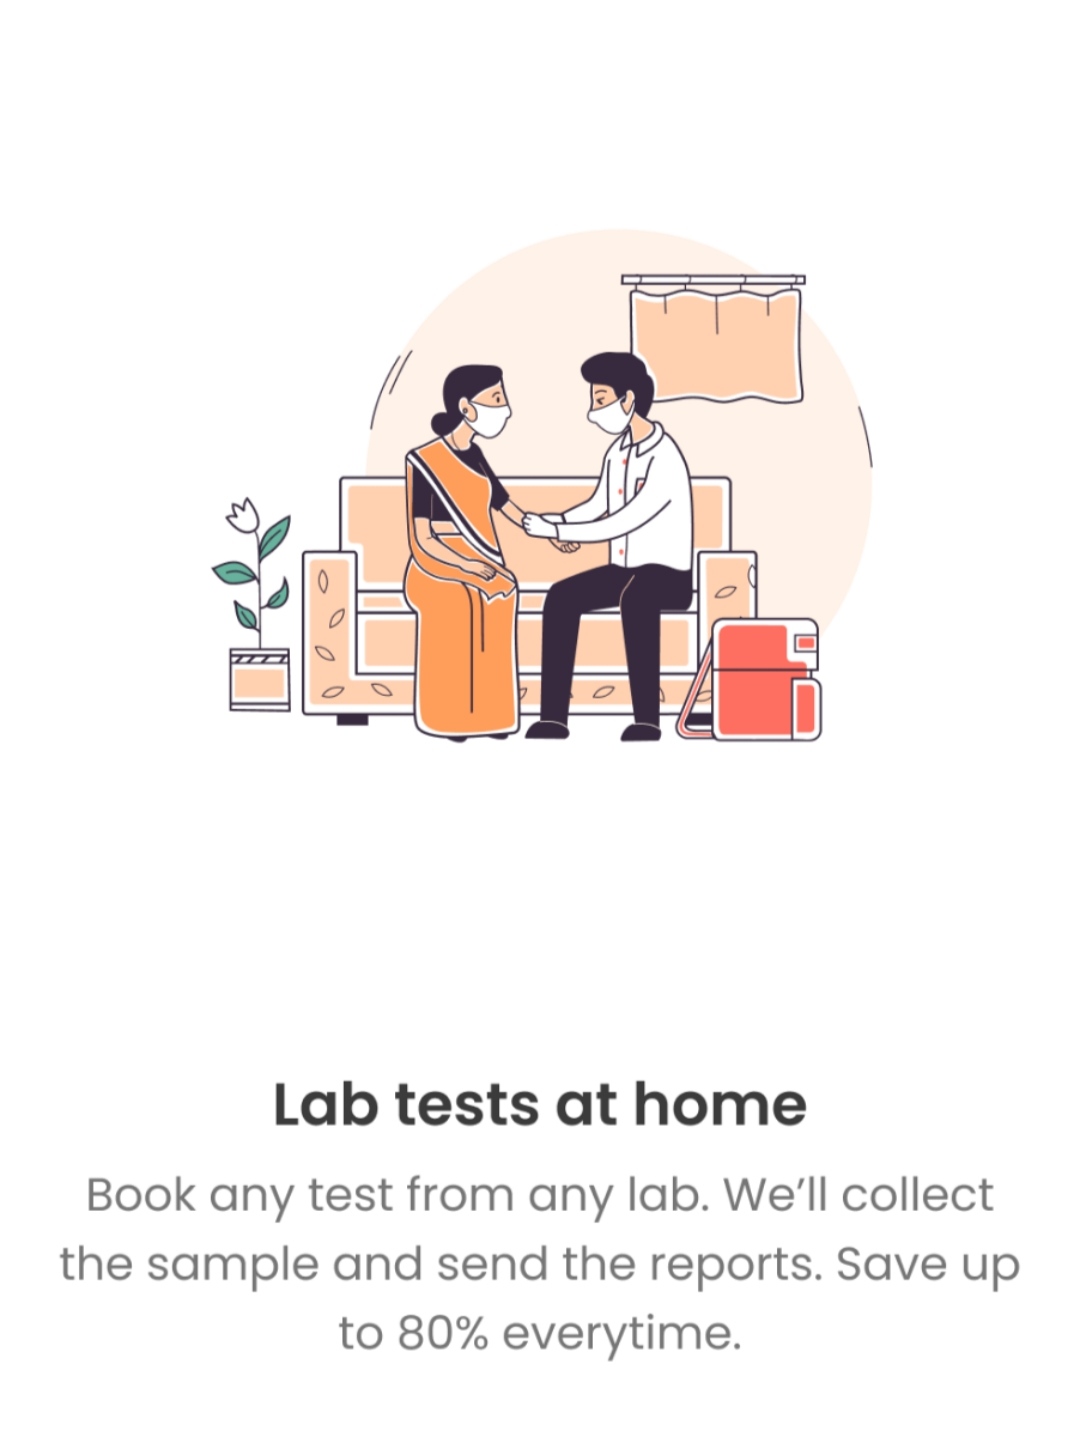 Lab tests at home
Book any test from any lab. We’ll collect
the sample and send the reports. Save up
to 80% everytime.